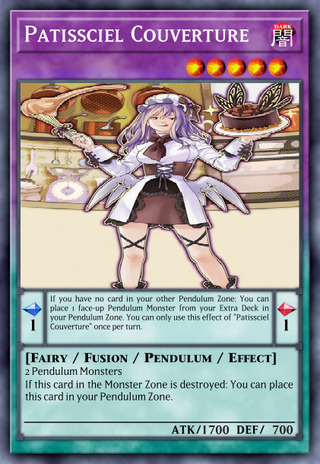 Patissciel Couverture
DARK
闇
If you have no card in your other Pendulum Zone: You can
place 1 face-up Pendulum Monster from your Extra Deck in
your Pendulum Zone. You can only use this effect of "Patissciel
Couverture" once per turn.
1
1
[Fairy / Fusion / Pendulum / Effect]
2 Pendulum Monsters
If this card in the Monster Zone is destroyed: You can place
this card in your Pendulum Zone.
ATK/1700 DEF/ 700